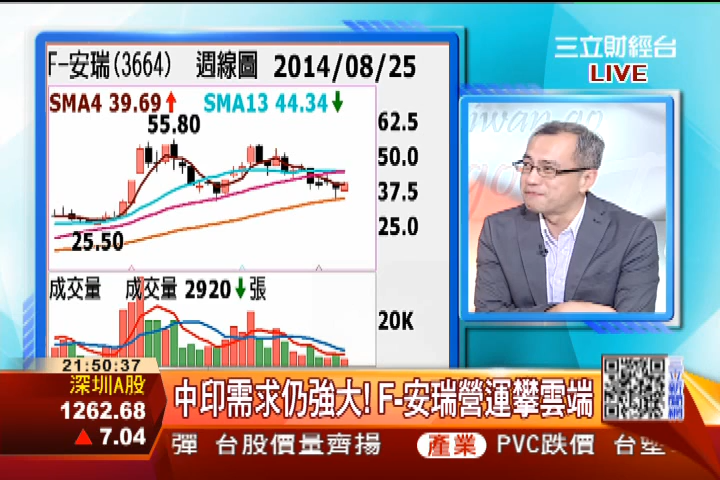 F-安瑞(3664) 週線圖 2014/08/25
SMA4 39.69 SMA13 44.34
55.80
62.5
50.0
37.5
25.0
25.50
成交量 成交量 2920 張
20K
三立財經台
LIVE
21:50:37
深圳A股
1262.68
7.04
中印需求仍強大! F-安瑞營運攀雲端
彈 台股價量齊揚 產業 PVC跌價 台塑